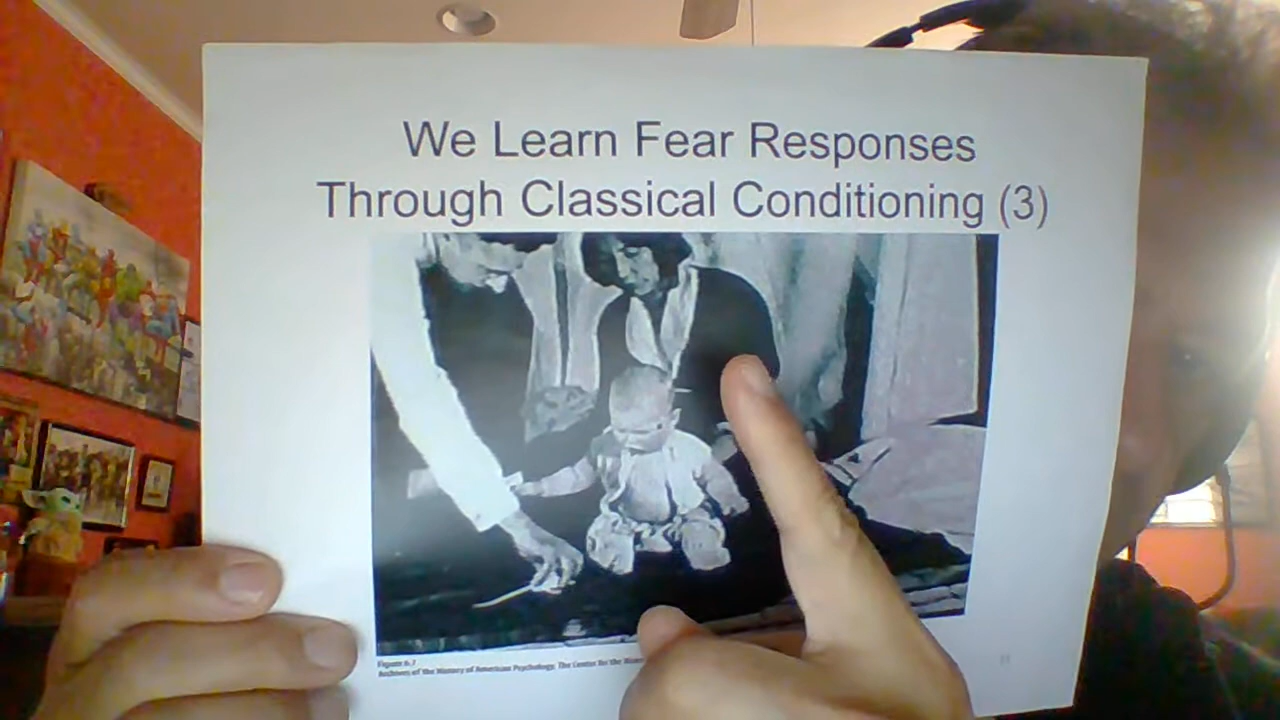 We Learn Fear Responses
Through Classical Conditioning (3)
Figure 6.7
Archives of the History of American Psychology, The Center for the